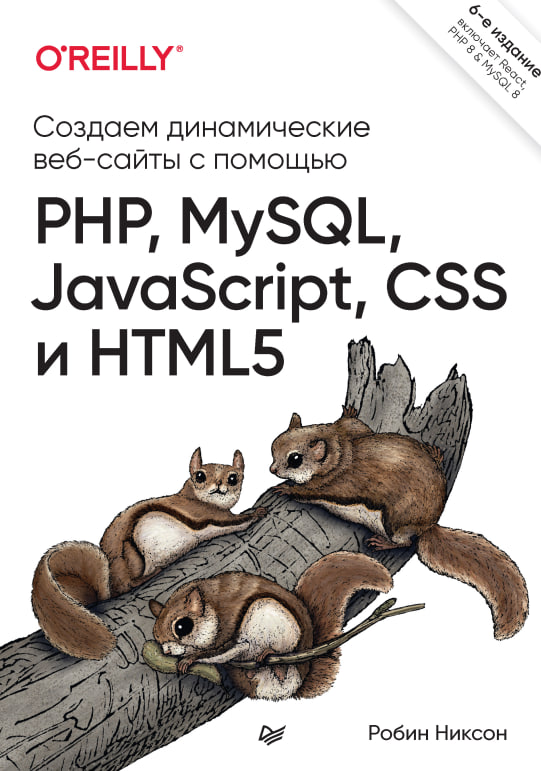 O'REILLY®
6-е издание
включает React,
PHP 8 & MySQL 8
Создаем динамические
веб-сайты с помощью
PHP, MySQL,
JavaScript, CSS
и HTML5
Робин Никсон